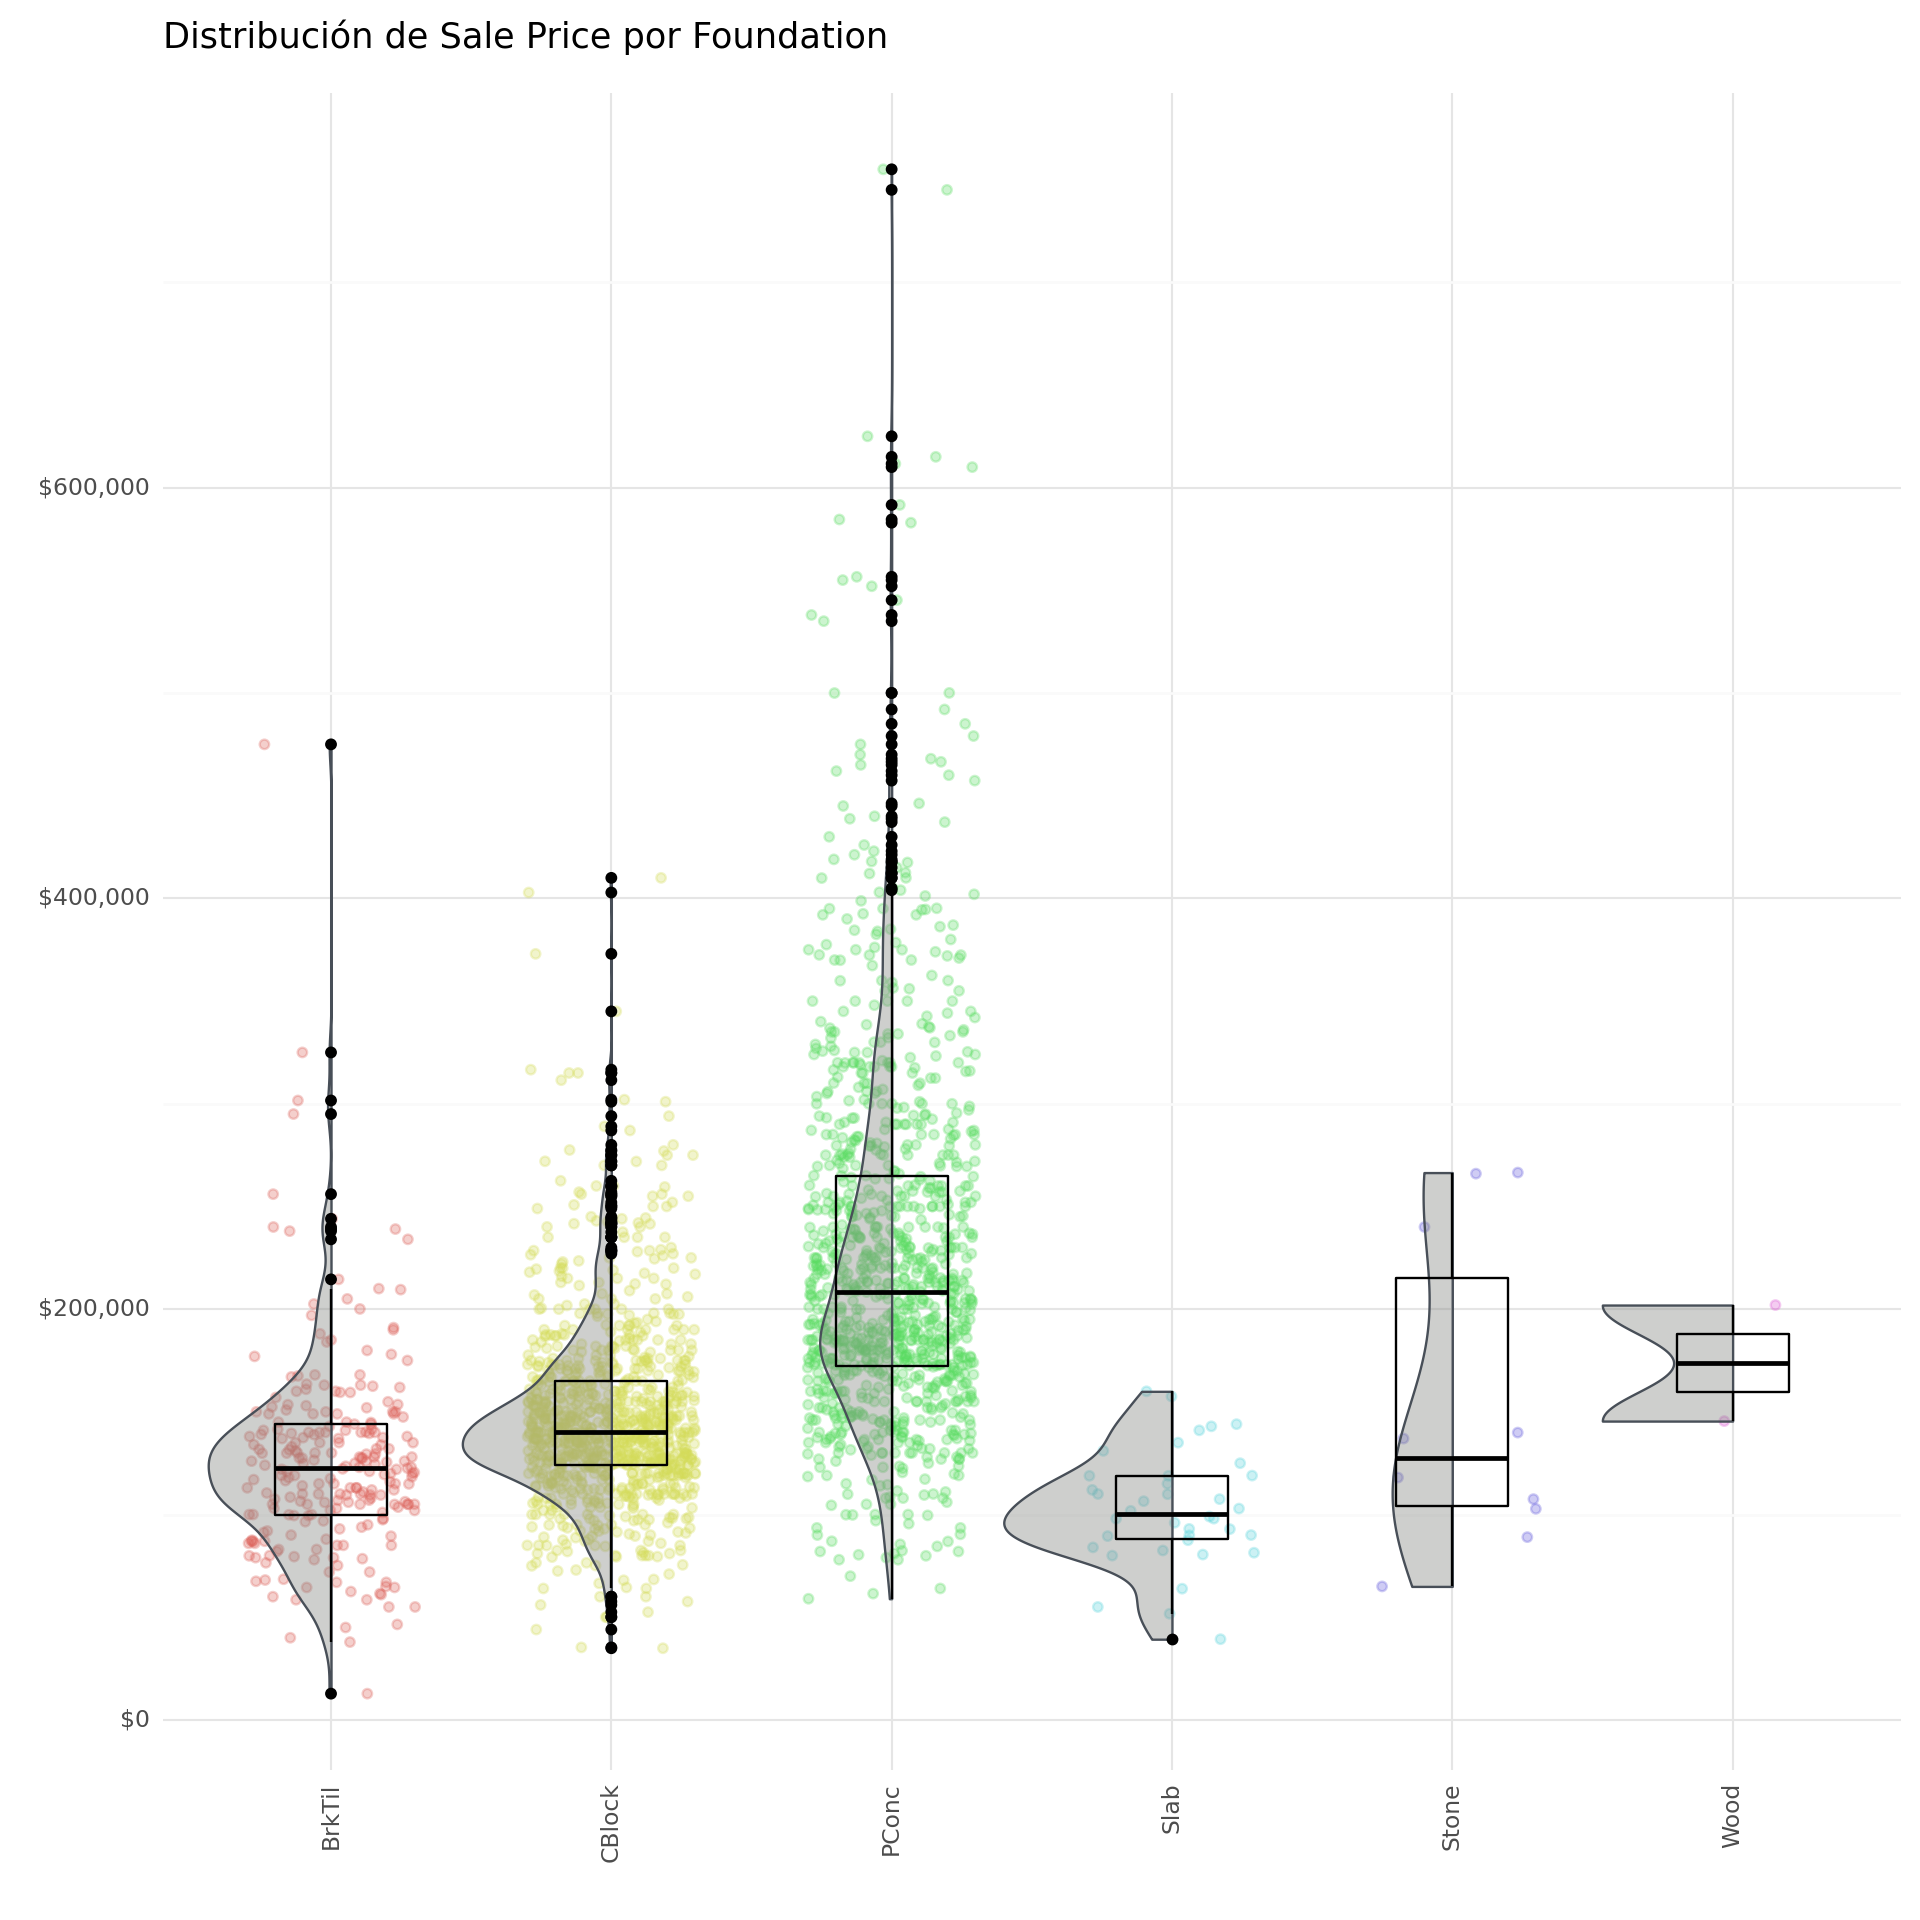 Distribución de Sale Price por Foundation
$600,000
$400,000
$200,000
$0
BrkTil
CBlock
PConc
Slab
Stone
Wood